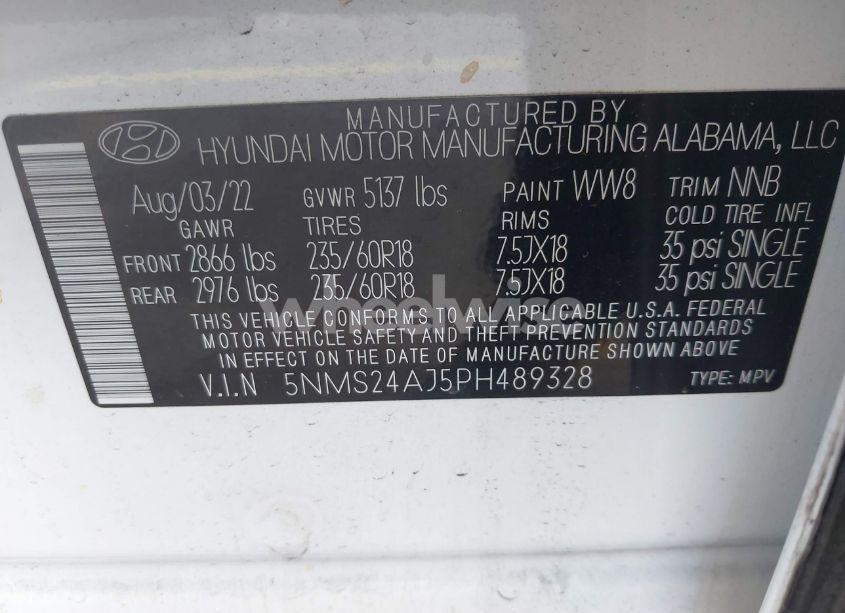 MANUFACTURED BY
HYUNDAI MOTOR MANUFACTURING ALABAMA, LLC
Aug/03/22 GVWR 5137 lbs PAINT WW8 TRIM NNB
GAWR TIRES RIMS COLD TIRE INFL
FRONT 2866 lbs 235/60R18 7.5JX18 35 psi SINGLE
REAR 2976 lbs 235/60R18 7.5JX18 35 psi SINGLE
wheelwise
THIS VEHICLE CONFORMS TO ALL APPLICABLE U.S.A. FEDERAL
MOTOR VEHICLE SAFETY AND THEFT PREVENTION STANDARDS
IN EFFECT ON THE DATE OF MANUFACTURE SHOWN ABOVE
V.I.N 5NMS24AJ5PH489328 TYPE: MPV